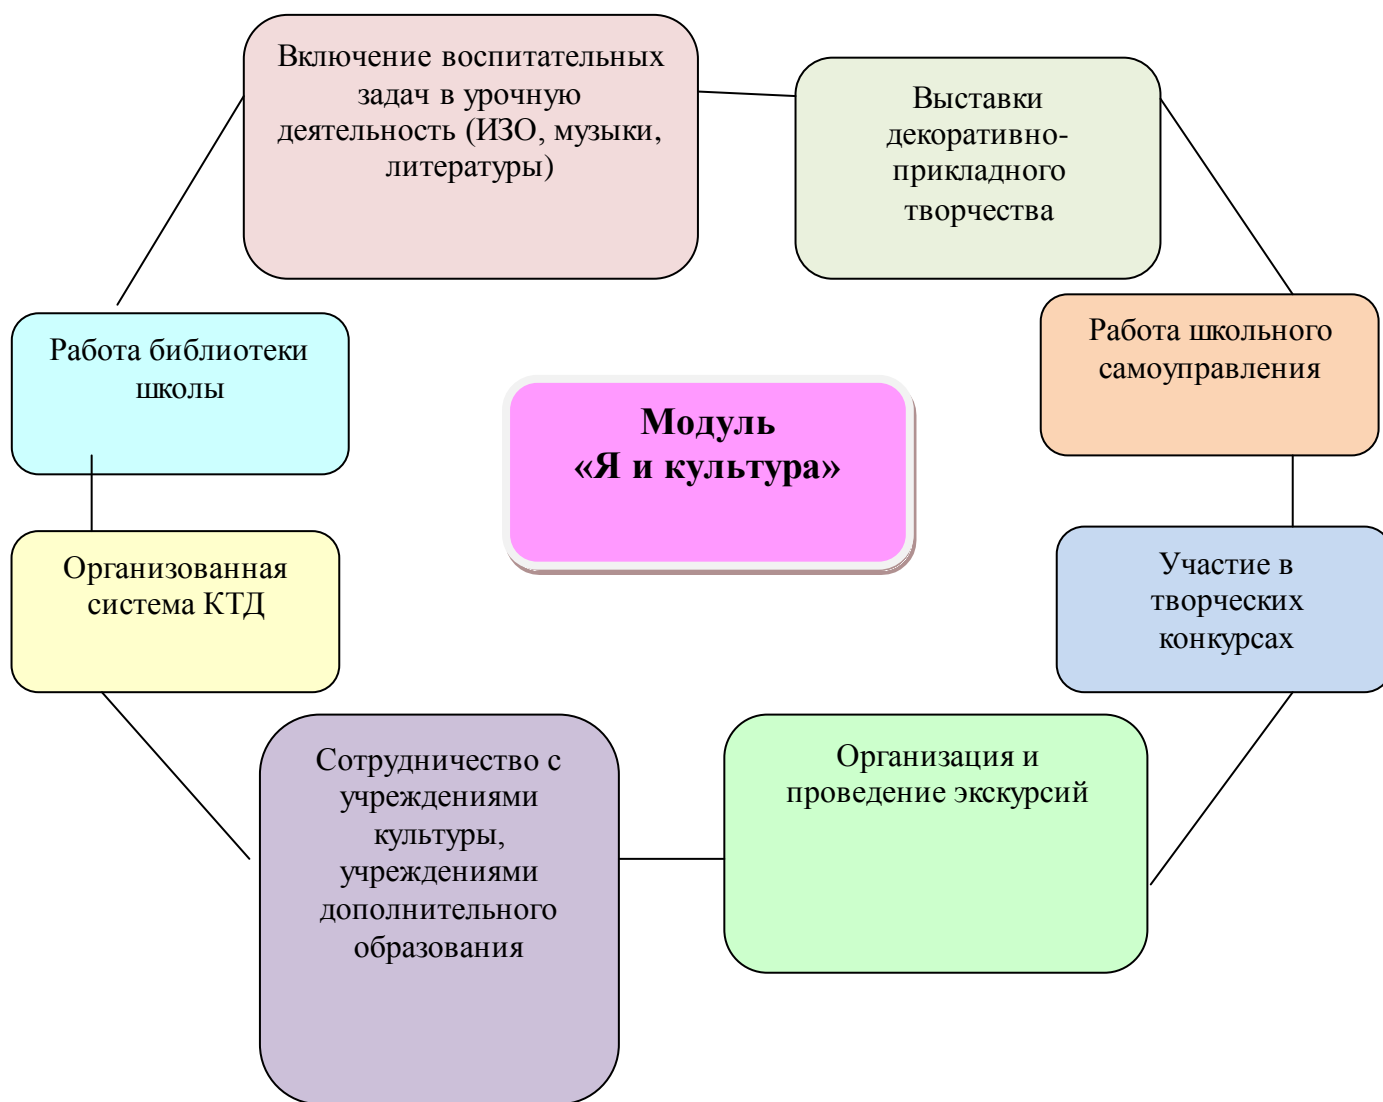 Включение воспитательных
задач в урочную
деятельность (ИЗО, музыки,
литературы)
Выставки
декоративно-
прикладного
творчества
Работа библиотеки
школы
Работа школьного
самоуправления
Модуль
«Я и культура»
Организованная
система КТД
Участие в
творческих
конкурсах
Сотрудничество с
учреждениями
культуры,
учреждениями
дополнительного
образования
Организация и
проведение экскурсий